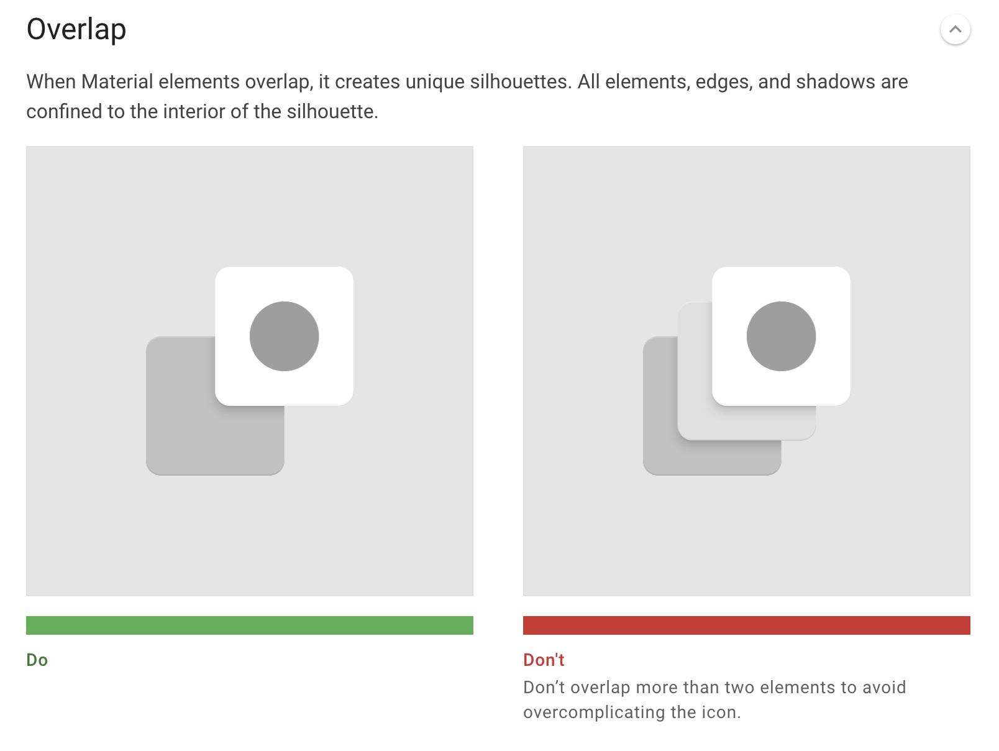 Overlap
When Material elements overlap, it creates unique silhouettes. All elements, edges, and shadows are
confined to the interior of the silhouette.
Do
Don't
Don’t overlap more than two elements to avoid
overcomplicating the icon.